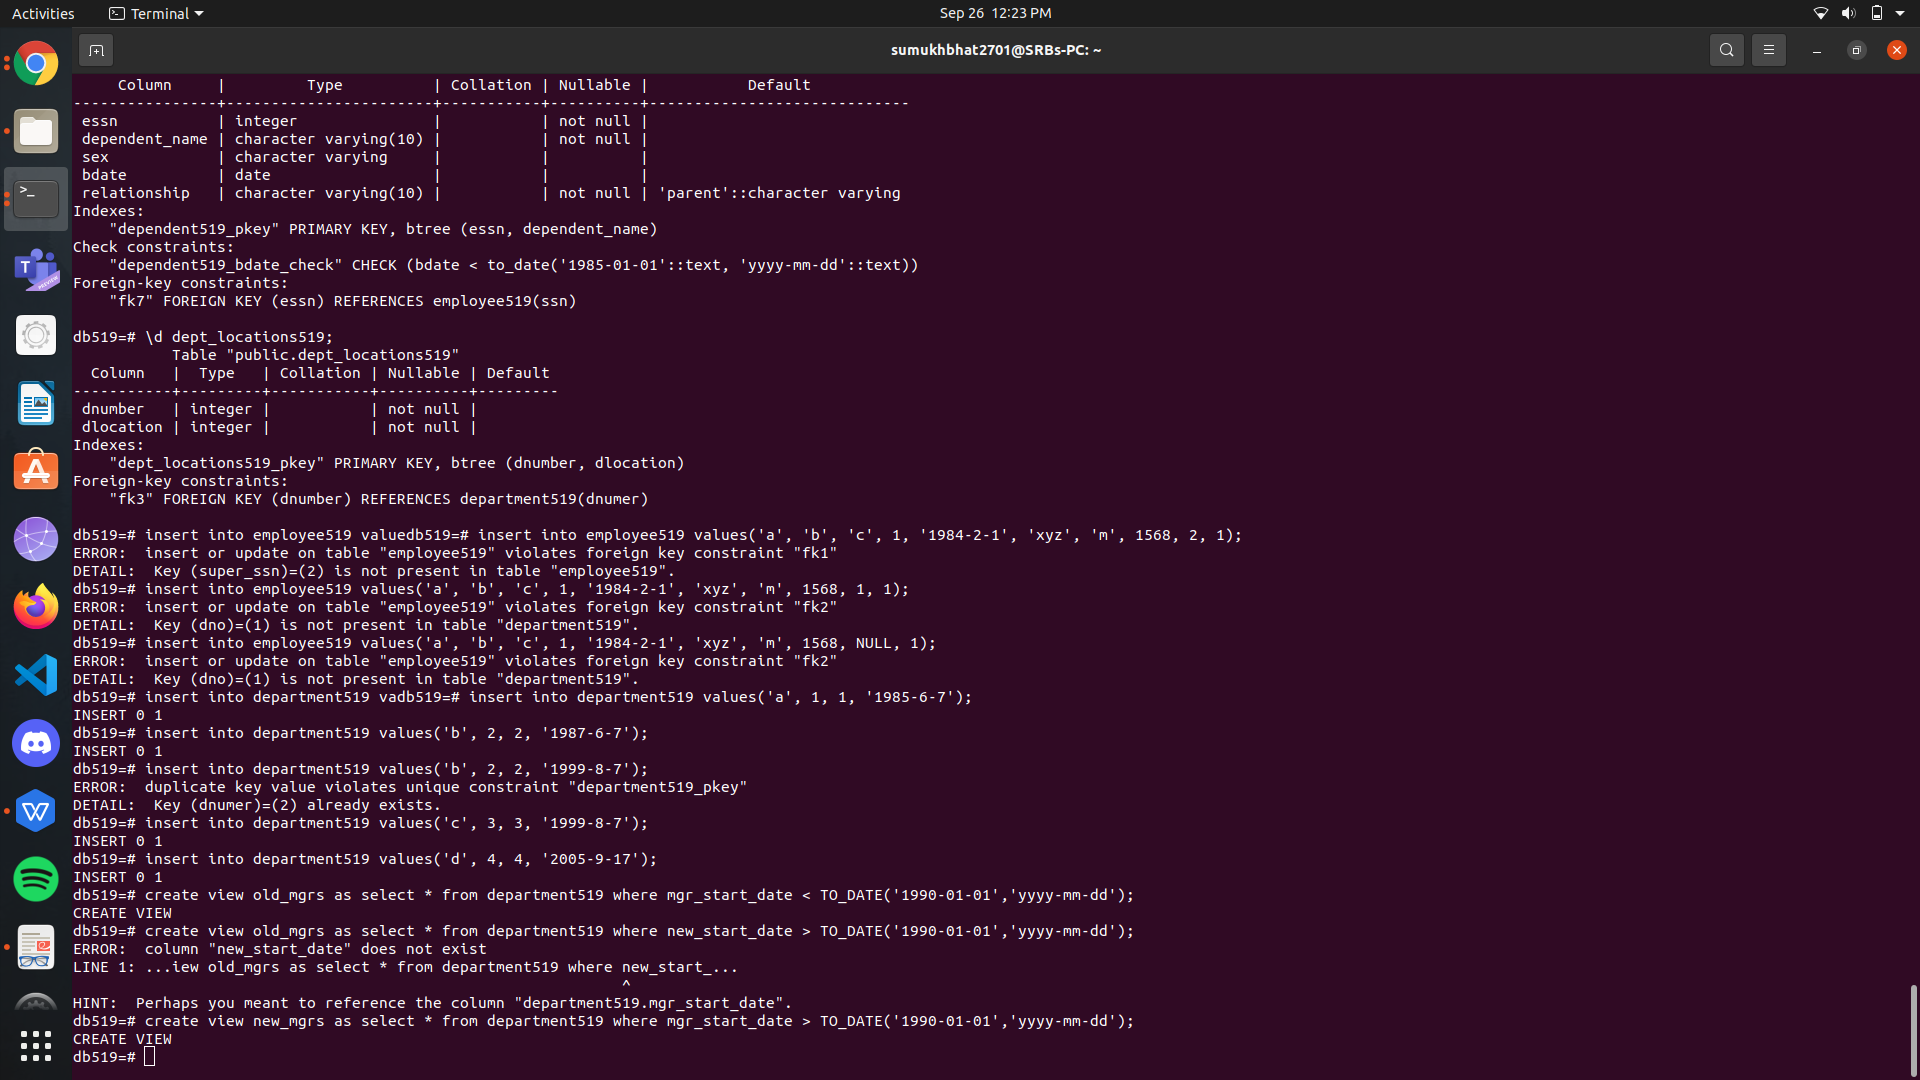 Activities Terminal Sep 26 12:23 PM
sumukhbhat2701@SRBs-PC: ~
     Column     |         Type          | Collation | Nullable |           Default
----------------+-----------------------+-----------+----------+-----------------------------
 essn           | integer               |           | not null |
 dependent_name | character varying(10) |           | not null |
 sex            | character varying     |           |          |
 bdate          | date                  |           |          |
 relationship   | character varying(10) |           | not null | 'parent'::character varying
Indexes:
    "dependent519_pkey" PRIMARY KEY, btree (essn, dependent_name)
Check constraints:
    "dependent519_bdate_check" CHECK (bdate < to_date('1985-01-01'::text, 'yyyy-mm-dd'::text))
Foreign-key constraints:
    "fk7" FOREIGN KEY (essn) REFERENCES employee519(ssn)
db519=# \d dept_locations519;
           Table "public.dept_locations519"
  Column   |  Type   | Collation | Nullable | Default
-----------+---------+-----------+----------+---------
 dnumber   | integer |           | not null |
 dlocation | integer |           | not null |
Indexes:
    "dept_locations519_pkey" PRIMARY KEY, btree (dnumber, dlocation)
Foreign-key constraints:
    "fk3" FOREIGN KEY (dnumber) REFERENCES department519(dnumer)
db519=# insert into employee519 valuedb519=# insert into employee519 values('a', 'b', 'c', 1, '1984-2-1', 'xyz', 'm', 1568, 2, 1);
ERROR:  insert or update on table "employee519" violates foreign key constraint "fk1"
DETAIL:  Key (super_ssn)=(2) is not present in table "employee519".
db519=# insert into employee519 values('a', 'b', 'c', 1, '1984-2-1', 'xyz', 'm', 1568, 1, 1);
ERROR:  insert or update on table "employee519" violates foreign key constraint "fk2"
DETAIL:  Key (dno)=(1) is not present in table "department519".
db519=# insert into employee519 values('a', 'b', 'c', 1, '1984-2-1', 'xyz', 'm', 1568, NULL, 1);
ERROR:  insert or update on table "employee519" violates foreign key constraint "fk2"
DETAIL:  Key (dno)=(1) is not present in table "department519".
db519=# insert into department519 vadb519=# insert into department519 values('a', 1, 1, '1985-6-7');
INSERT 0 1
db519=# insert into department519 values('b', 2, 2, '1987-6-7');
INSERT 0 1
db519=# insert into department519 values('b', 2, 2, '1999-8-7');
ERROR:  duplicate key value violates unique constraint "department519_pkey"
DETAIL:  Key (dnumer)=(2) already exists.
db519=# insert into department519 values('c', 3, 3, '1999-8-7');
INSERT 0 1
db519=# insert into department519 values('d', 4, 4, '2005-9-17');
INSERT 0 1
db519=# create view old_mgrs as select * from department519 where mgr_start_date < TO_DATE('1990-01-01','yyyy-mm-dd');
CREATE VIEW
db519=# create view old_mgrs as select * from department519 where new_start_date > TO_DATE('1990-01-01','yyyy-mm-dd');
ERROR:  column "new_start_date" does not exist
LINE 1: ...iew old_mgrs as select * from department519 where new_start_...
                                                             ^
HINT:  Perhaps you meant to reference the column "department519.mgr_start_date".
db519=# create view new_mgrs as select * from department519 where mgr_start_date > TO_DATE('1990-01-01','yyyy-mm-dd');
CREATE VIEW
db519=#